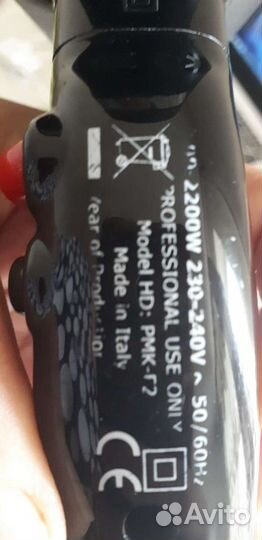 2200W 230-240V ~ 50/60Hz
PROFESSIONAL USE ONLY
Model HD: PMK-F2
Made in Italy
Year of Production
CE
Avito